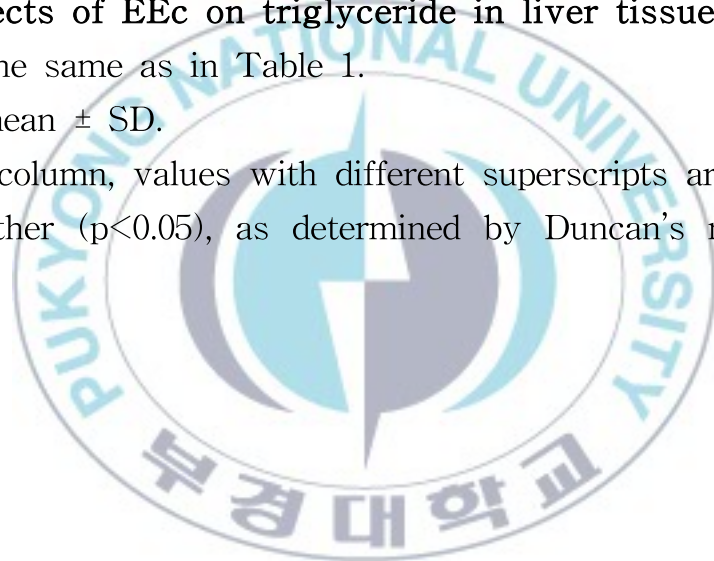 ects of EEc on triglyceride in liver tissue
he same as in Table 1.
nean ± SD.
column, values with different superscripts ar
ther (p<0.05), as determined by Duncan's r
PUKYONG NATIONAL UNIVERSITY
부경대학교